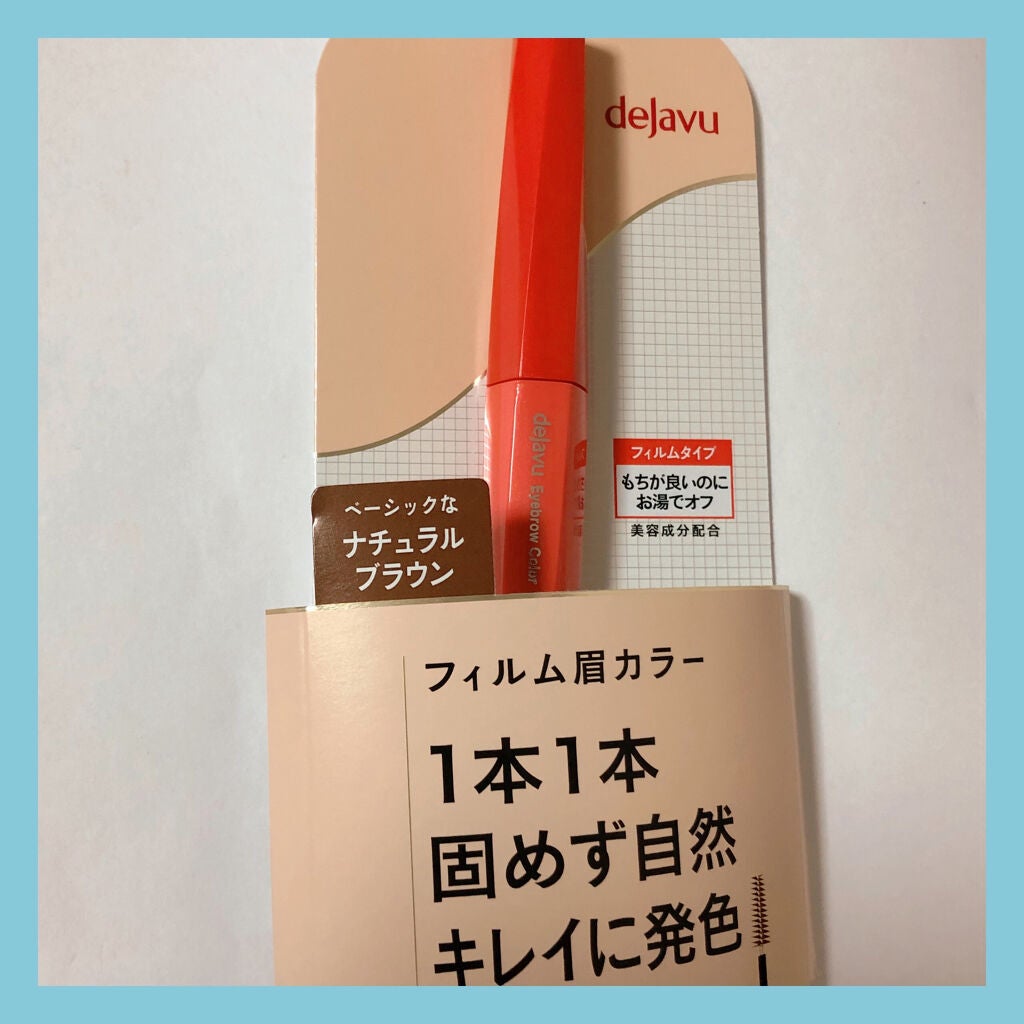 dejavu
dejavu Eyebrow Color
フィルムタイプ
もちが良いのに
お湯でオフ
美容成分配合
ベーシックな
ナチュラル
ブラウン
フィルム眉カラー
1本1本
固めず自然
キレイに発色